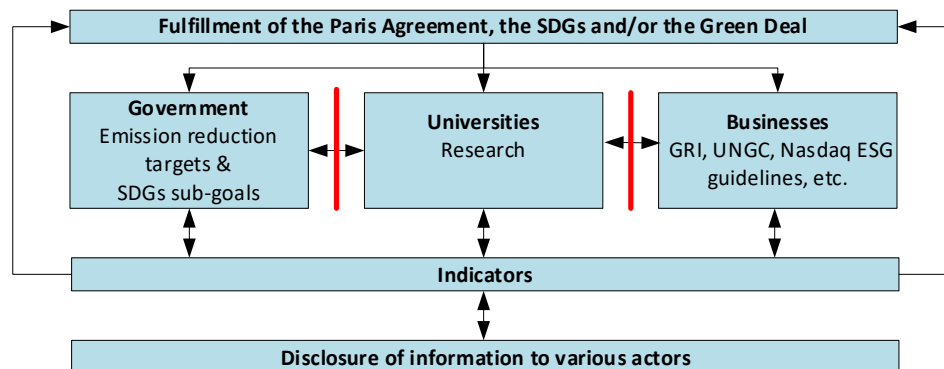 Fulfillment of the Paris Agreement, the SDGs and/or the Green Deal
Government
Emission reduction
targets &
SDGs sub-goals
Universities
Research
Businesses
GRI, UNGC, Nasdaq ESG
guidelines, etc.
Indicators
Disclosure of information to various actors